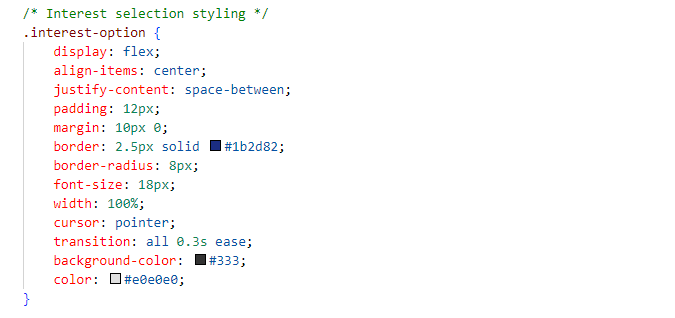 /* Interest selection styling */
.interest-option {
    display: flex;
    align-items: center;
    justify-content: space-between;
    padding: 12px;
    margin: 10px 0;
    border: 2.5px solid #1b2d82;
    border-radius: 8px;
    font-size: 18px;
    width: 100%;
    cursor: pointer;
    transition: all 0.3s ease;
    background-color: #333;
    color: #e0e0e0;
}